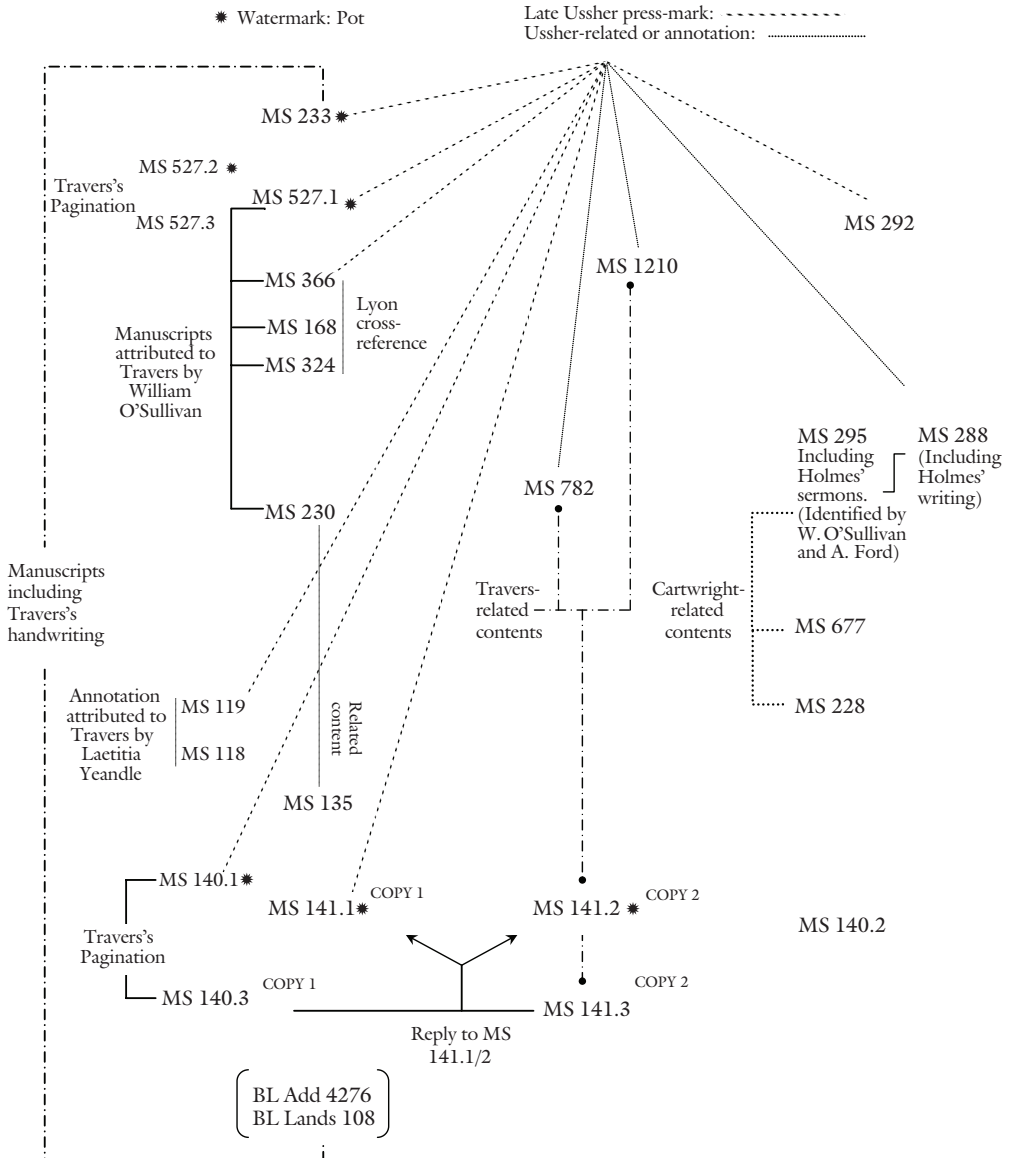 ✹ Watermark: Pot
Late Ussher press-mark:
Ussher-related or annotation:
MS 233✹
MS 527.2 ✹
Travers's
Pagination
MS 527.1 ✹
MS 527.3
MS 292
MS 1210
MS 366
Lyon
cross-
reference
MS 168
MS 324
Manuscripts
attributed to
Travers by
William
O'Sullivan
MS 295
Including
Holmes'
sermons.
(Identified by
W. O'Sullivan
and A. Ford)
MS 288
(Including
Holmes'
writing)
MS 782
MS 230
Manuscripts
including
Travers's
handwriting
Travers-
related
contents
Cartwright-
related
contents
MS 677
MS 228
Annotation
attributed to
Travers by
Laetitia
Yeandle
MS 119
MS 118
Related
content
MS 135
MS 140.1✹
MS 141.1✹ COPY 1
MS 141.2 ✹ COPY 2
MS 140.2
Travers's
Pagination
MS 140.3 COPY 1
MS 141.3 COPY 2
Reply to MS
141.1/2
BL Add 4276
BL Lands 108